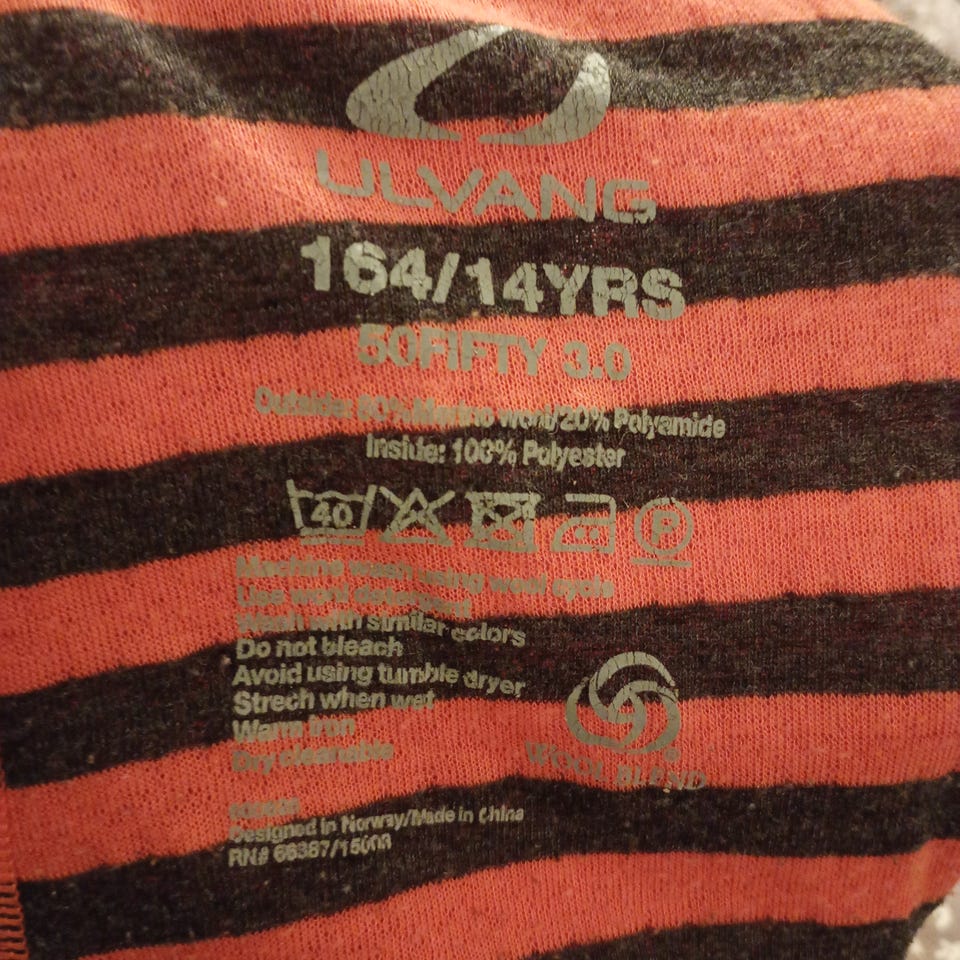 ULVANG
164/14YRS
50FIFTY 3.0
Outside: 80% Merino wool/20% Polyamide
Inside: 100% Polyester
40 P
Machine wash using wool cycle
Use wool detergent
Wash with similar colors
Do not bleach
Avoid using tumble dryer
Strech when wet
Warm iron
Dry cleanable
WOOL BLEND
Designed in Norway/Made in China
RN# 66387/15003